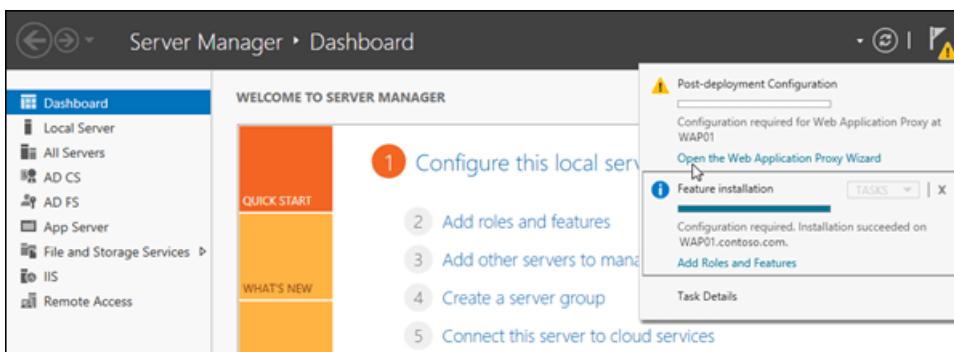 Server Manager ‣ Dashboard
Dashboard
Local Server
All Servers
AD CS
AD FS
App Server
File and Storage Services
IIS
Remote Access
WELCOME TO SERVER MANAGER
QUICK START
WHAT'S NEW
1 Configure this local serv
2 Add roles and features
3 Add other servers to mana
4 Create a server group
5 Connect this server to cloud services
Post-deployment Configuration
Configuration required for Web Application Proxy at
WAP01
Open the Web Application Proxy Wizard
Feature installation
TASKS
X
Configuration required. Installation succeeded on
WAP01.contoso.com.
Add Roles and Features
Task Details